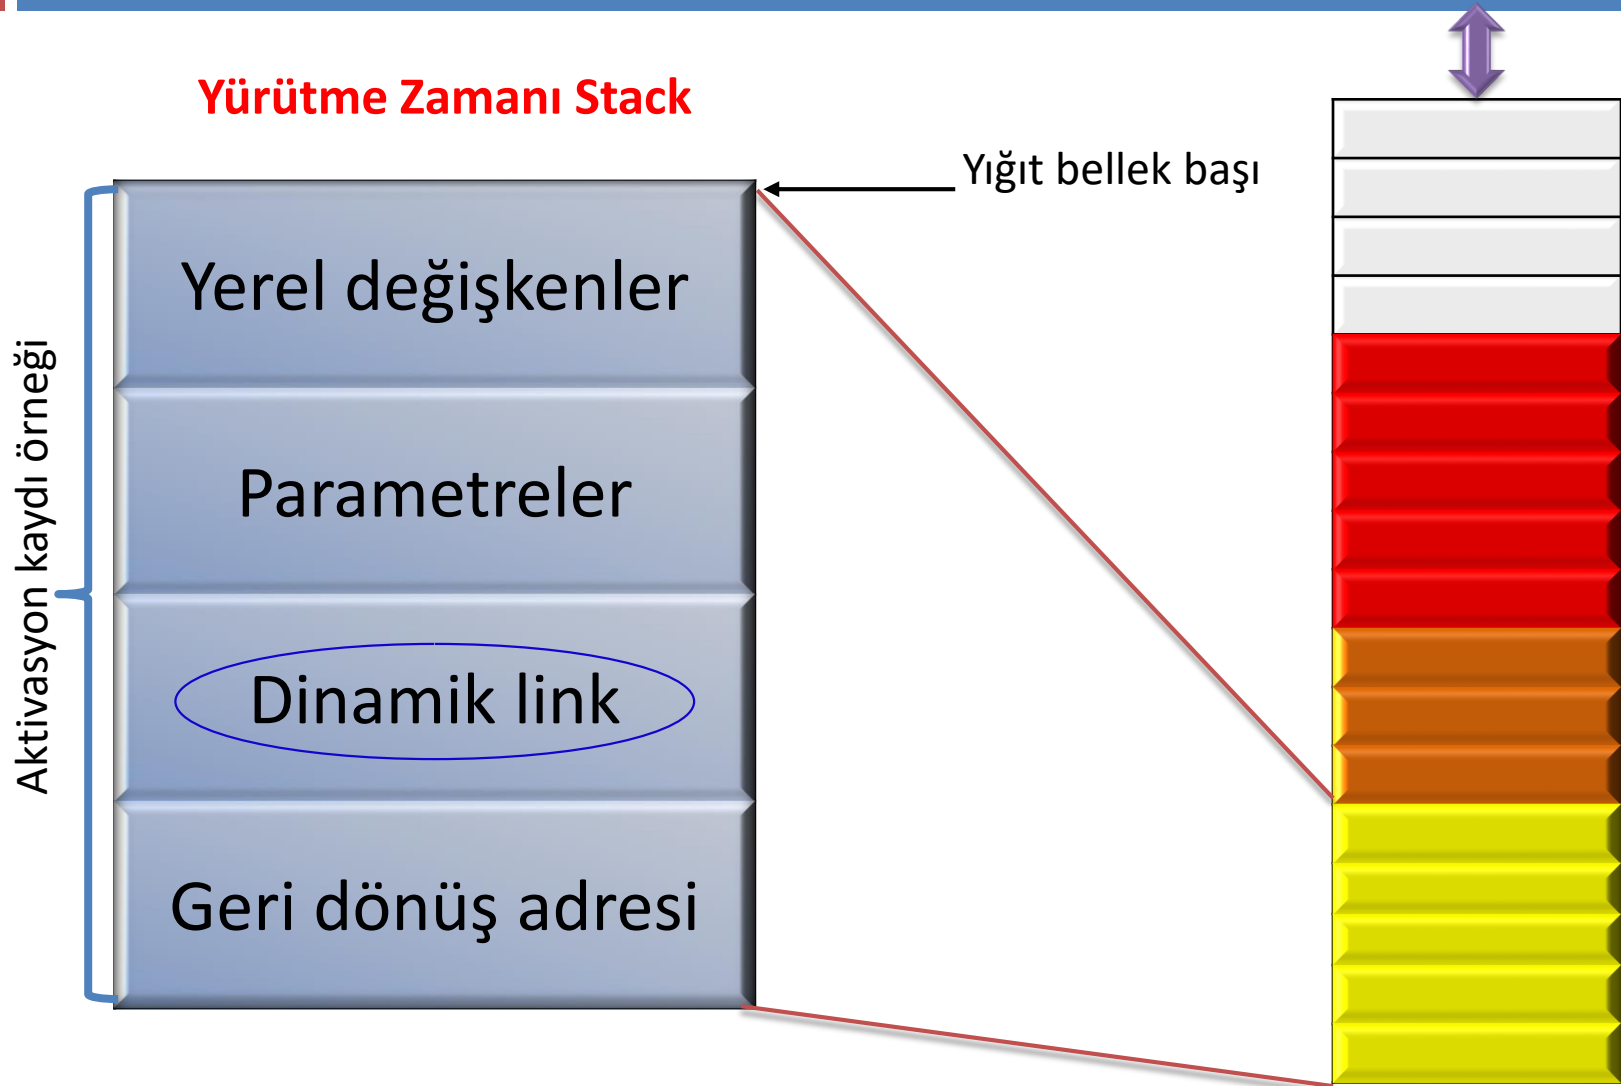 Yürütme Zamanı Stack
Yığıt bellek başı
Yerel değişkenler
Parametreler
Dinamik link
Geri dönüş adresi
Aktivasyon kaydı örneği